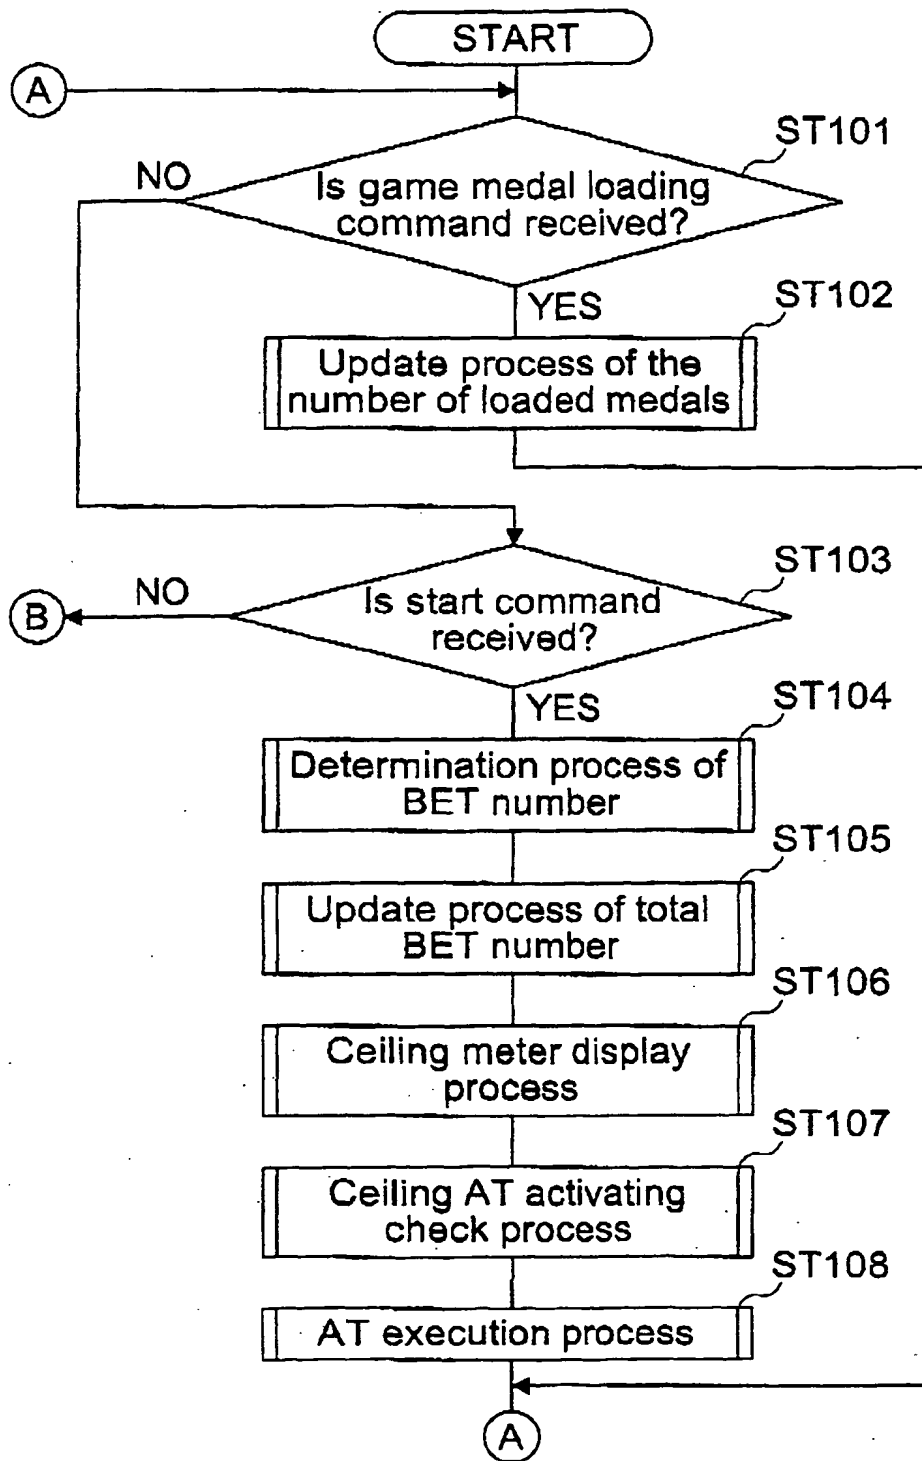 START
A
ST101
NO
Is game medal loading
command received?
YES
ST102
Update process of the
number of loaded medals
ST103
NO
B
Is start command
received?
YES
ST104
Determination process of
BET number
ST105
Update process of total
BET number
ST106
Ceiling meter display
process
ST107
Ceiling AT activating
check process
ST108
AT execution process
A